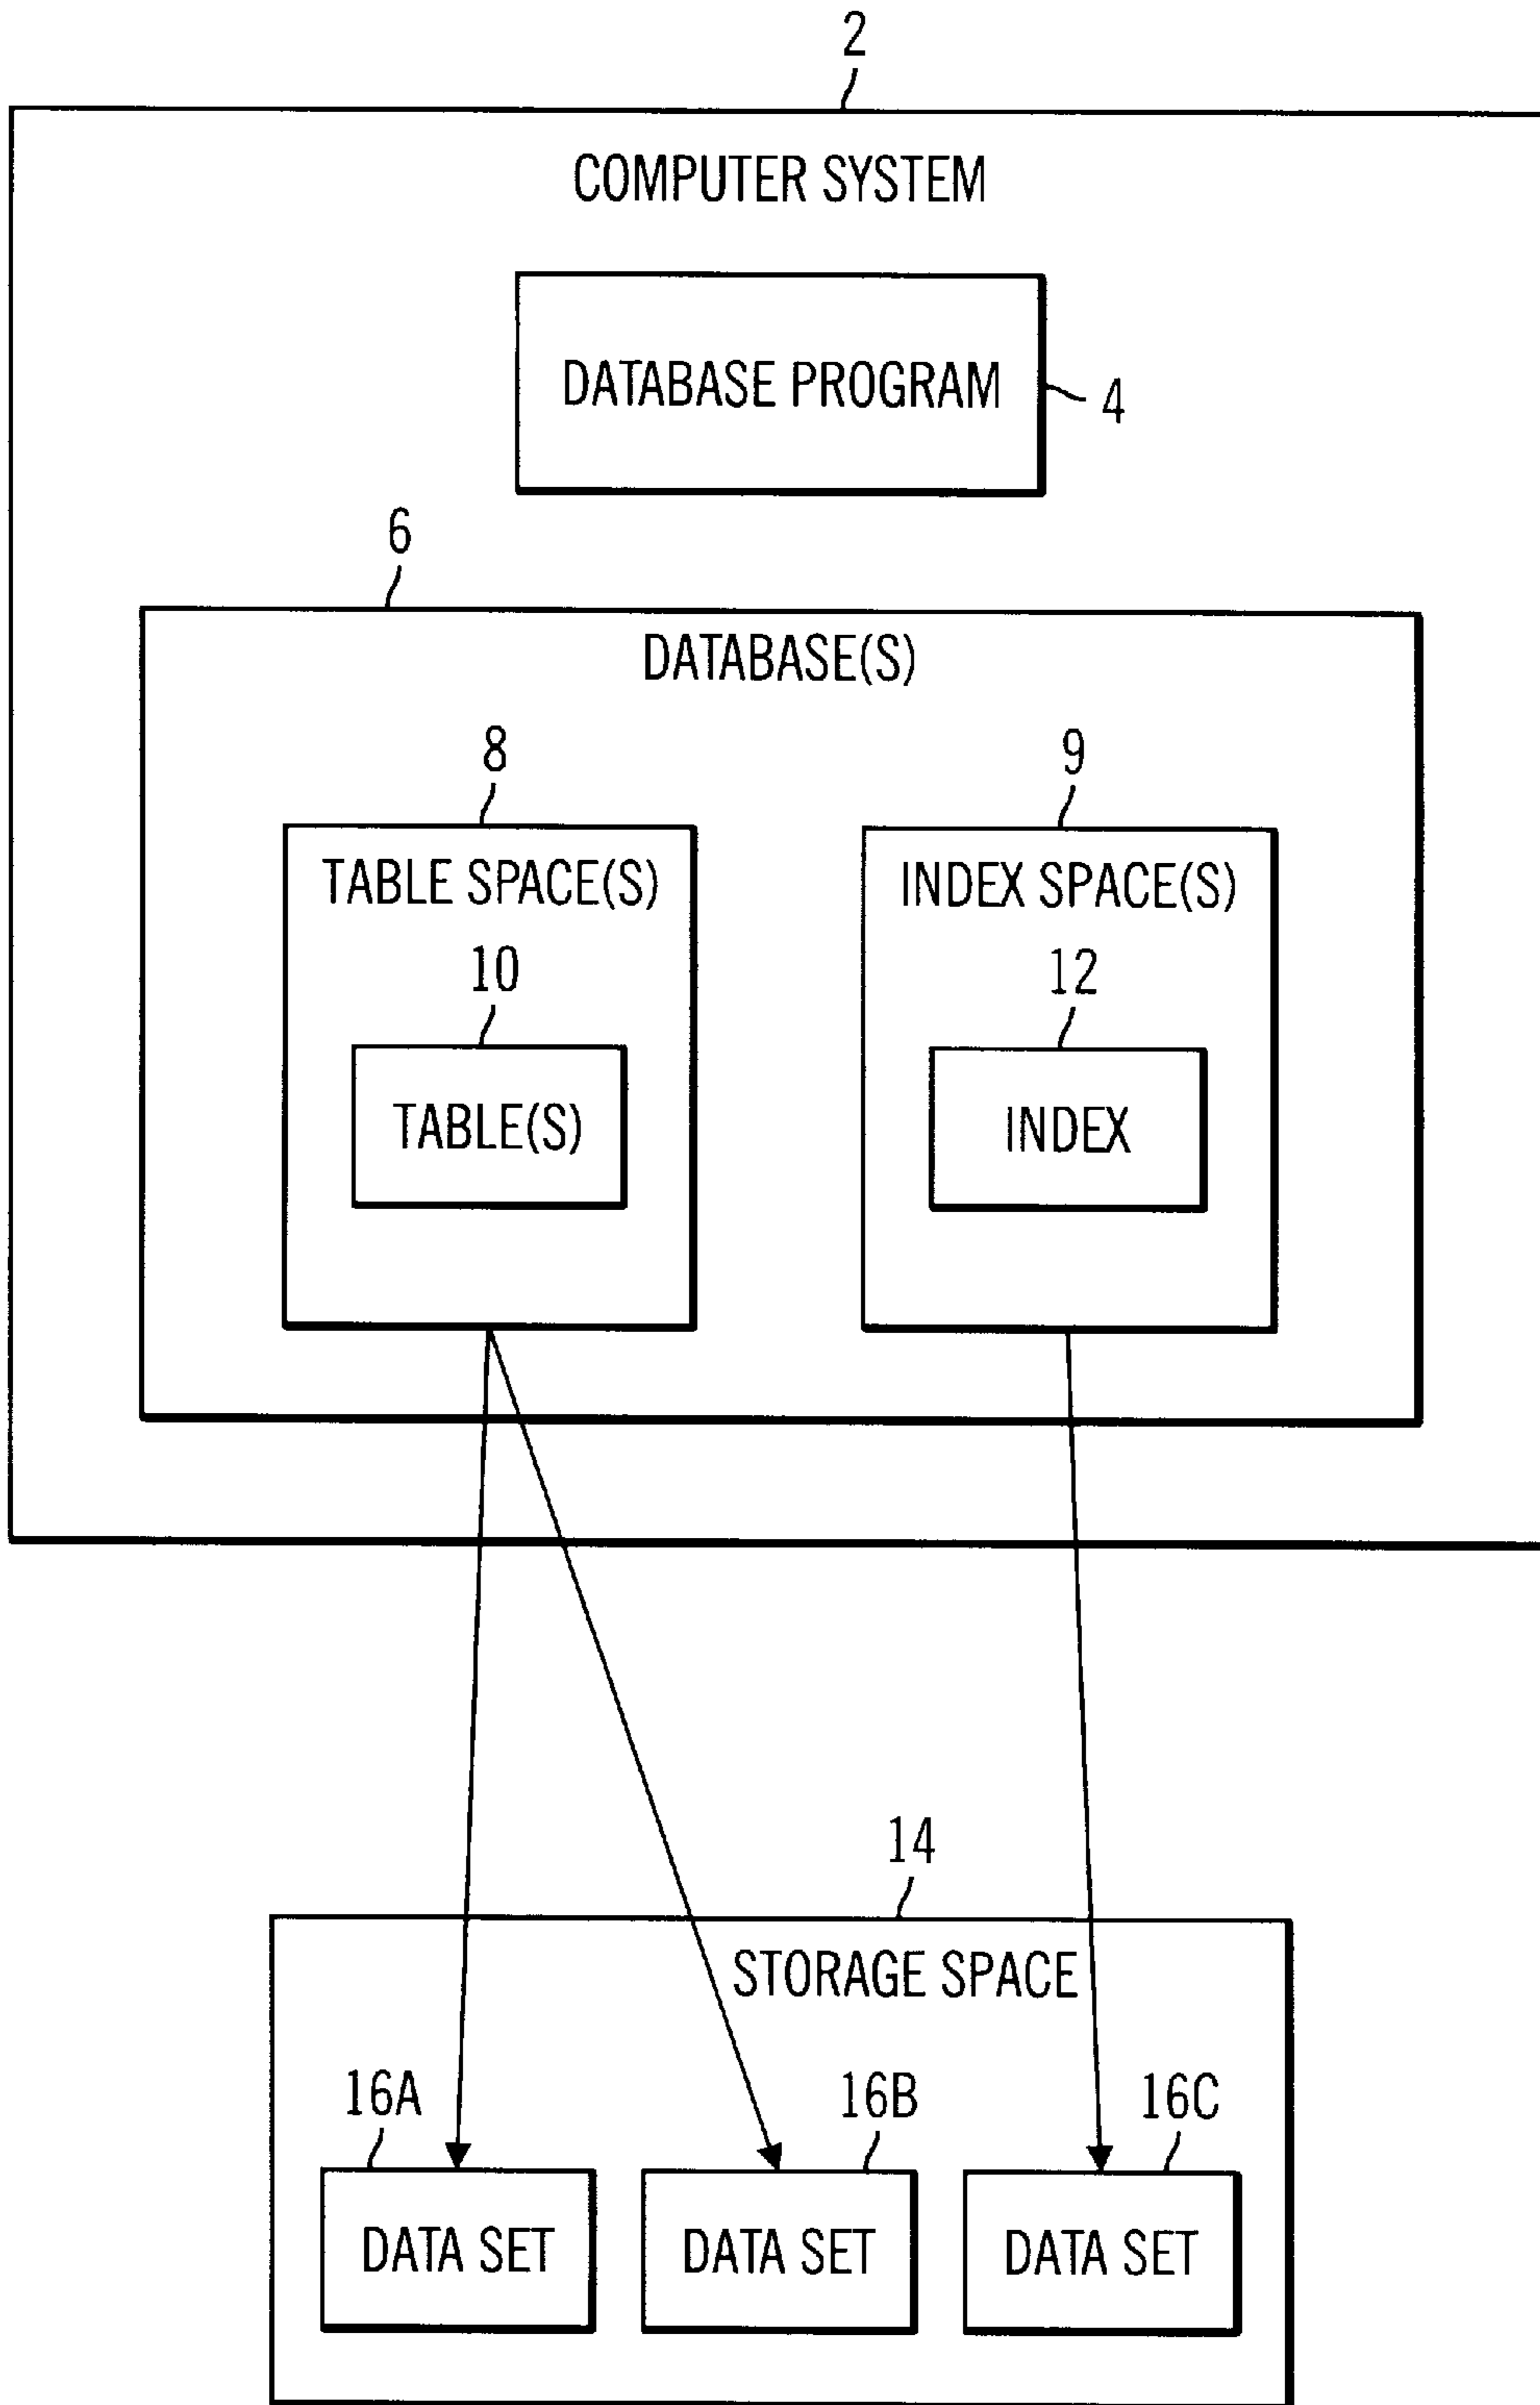 2
COMPUTER SYSTEM
DATABASE PROGRAM
4
6
DATABASE(S)
8
9
TABLE SPACE(S)
INDEX SPACE(S)
10
12
TABLE(S)
INDEX
14
STORAGE SPACE
16A
16B
16C
DATA SET
DATA SET
DATA SET